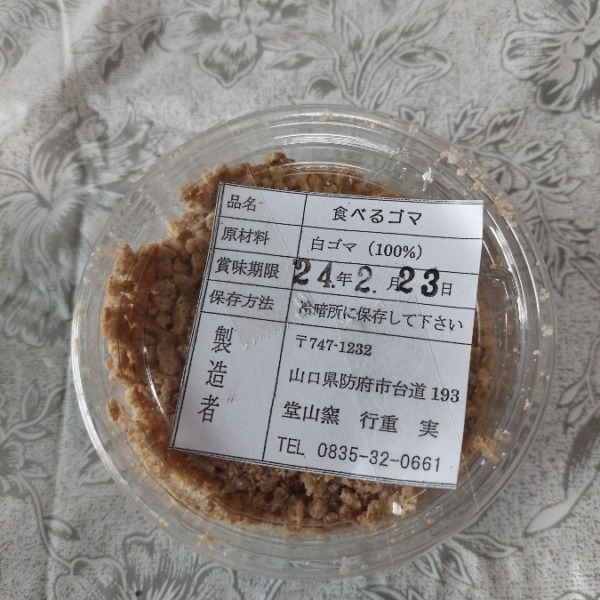 品名 食べるゴマ
原材料 白ゴマ（100%）
賞味期限 24.年2.月23日
保存方法 冷暗所に保存して下さい
製造者
〒747-1232
山口県防府市台道193
堂山窯 行重 実
TEL 0835-32-0661